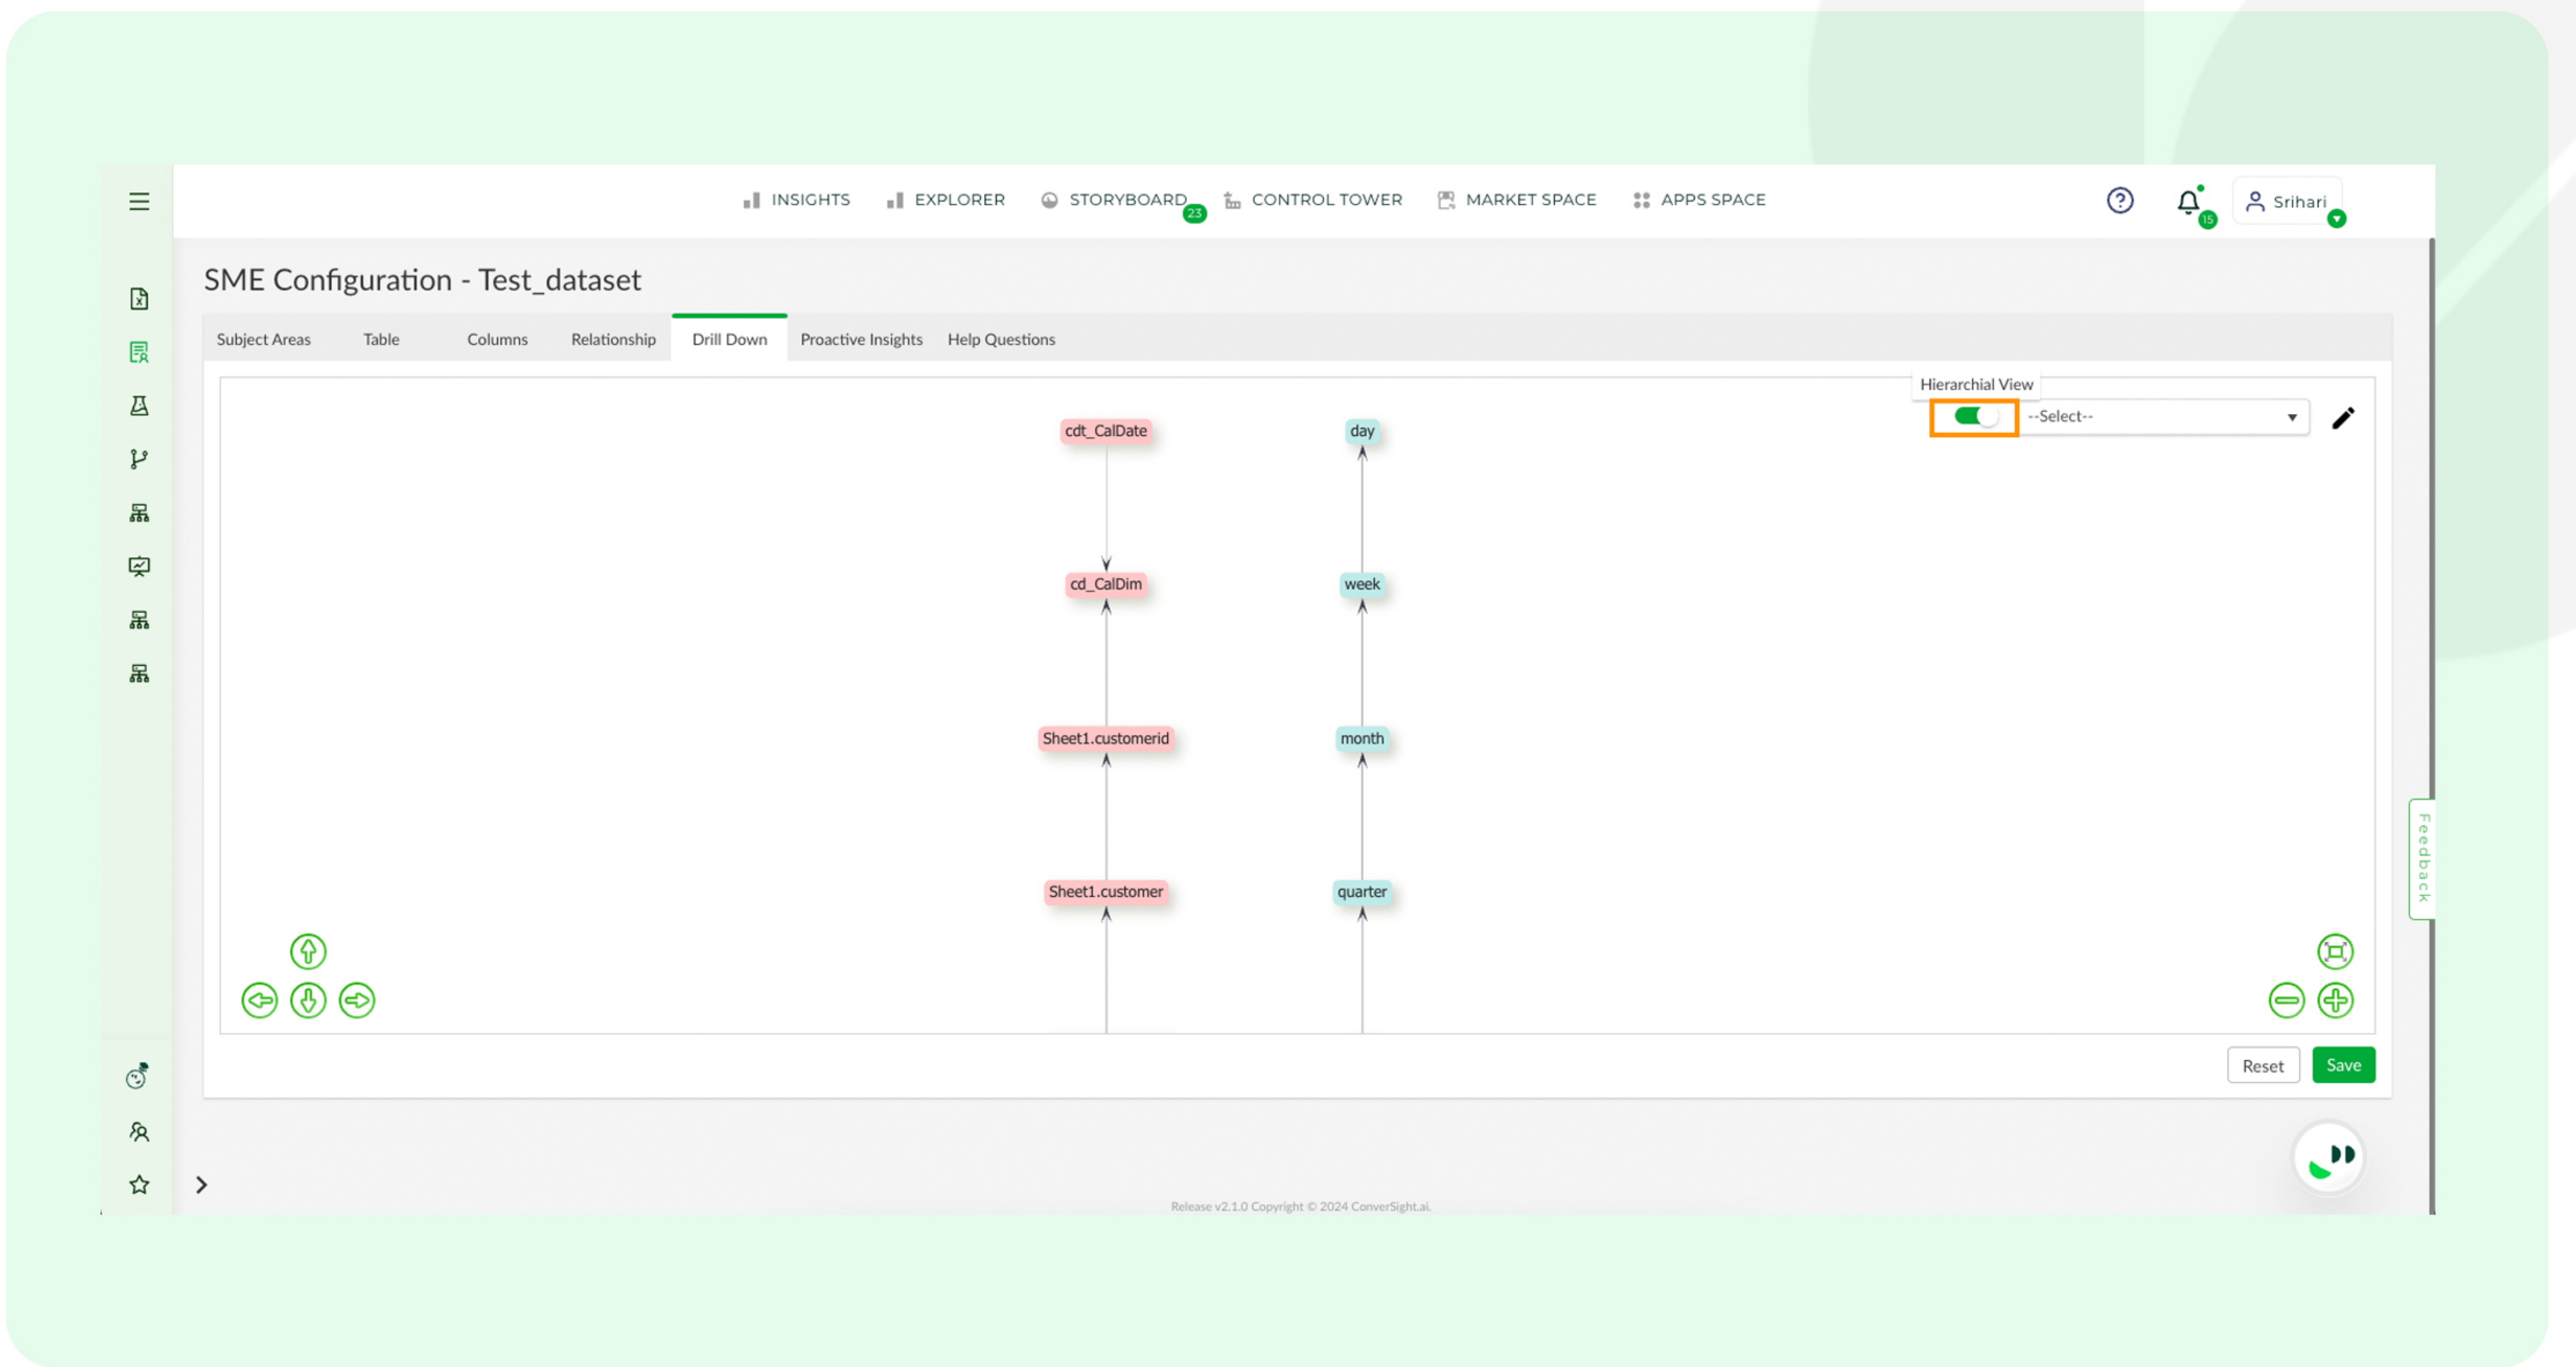 INSIGHTS EXPLORER STORYBOARD 23 CONTROL TOWER MARKET SPACE APPS SPACE 15 Srihari
SME Configuration - Test_dataset
Subject Areas Table Columns Relationship Drill Down Proactive Insights Help Questions
Hierarchial View
--Select--
cdt_CalDate day
cd_CalDim week
Sheet1.customerid month
Sheet1.customer quarter
Feedback
Reset Save
Release v2.1.0 Copyright © 2024 ConverSight.ai.